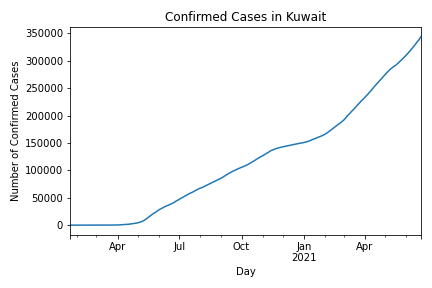 Confirmed Cases in Kuwait
350000
300000
250000
200000
150000
100000
50000
0
Number of Confirmed Cases
Apr Jul Oct Jan Apr
2021
Day